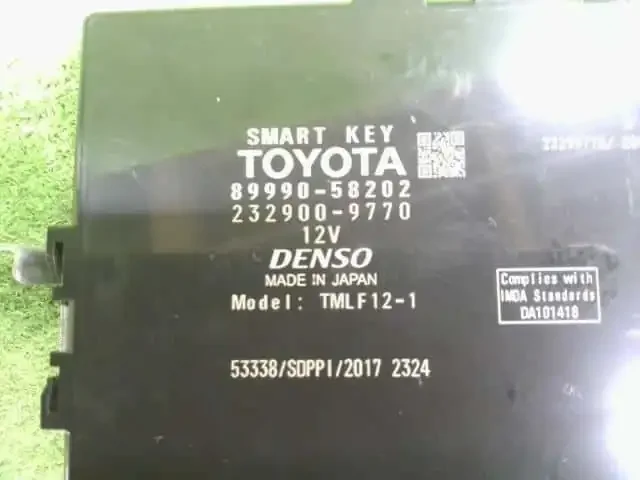 SMART KEY
TOYOTA
89990-58202
232900-9770
12V
DENSO
MADE IN JAPAN
Model: TMLF12-1
Complies with
IMDA Standards
DA101418
53338/SDPPI/2017 2324